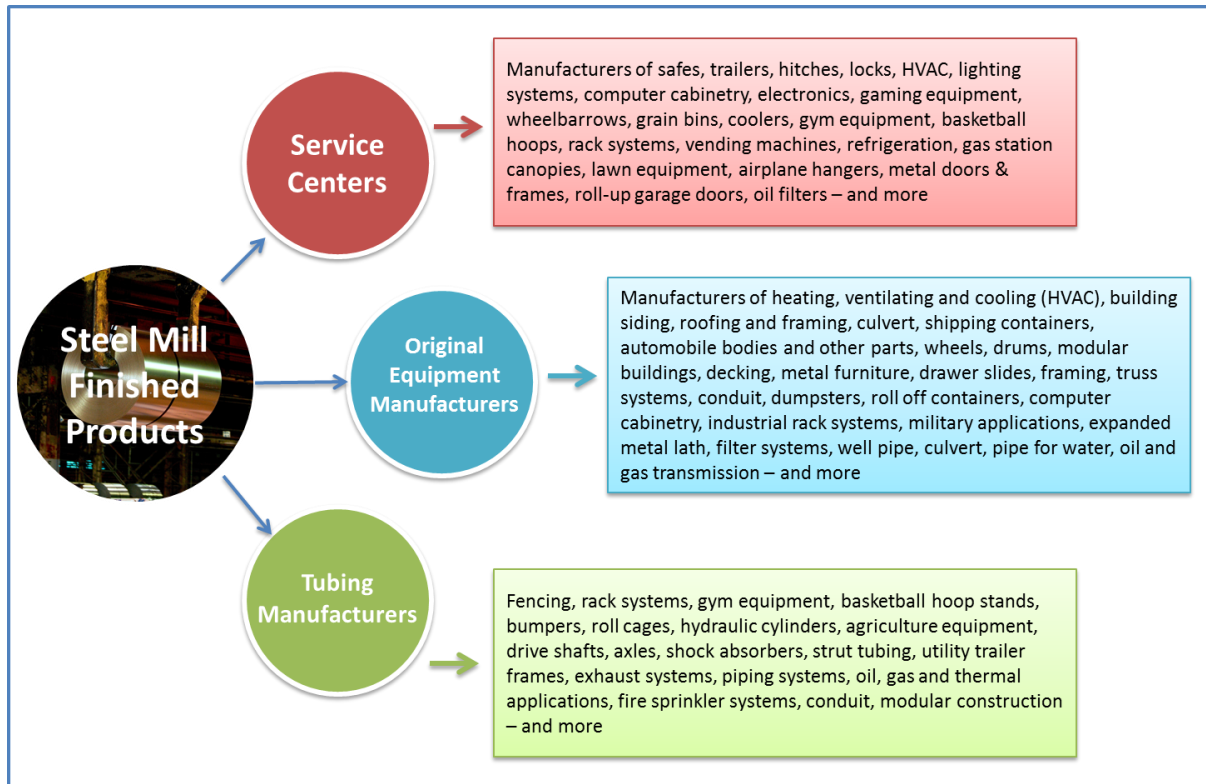 Service
Centers
Manufacturers of safes, trailers, hitches, locks, HVAC, lighting
systems, computer cabinetry, electronics, gaming equipment,
wheelbarrows, grain bins, coolers, gym equipment, basketball
hoops, rack systems, vending machines, refrigeration, gas station
canopies, lawn equipment, airplane hangers, metal doors &
frames, roll-up garage doors, oil filters – and more
Steel Mill
Finished
Products
Original
Equipment
Manufacturers
Manufacturers of heating, ventilating and cooling (HVAC), building
siding, roofing and framing, culvert, shipping containers,
automobile bodies and other parts, wheels, drums, modular
buildings, decking, metal furniture, drawer slides, framing, truss
systems, conduit, dumpsters, roll off containers, computer
cabinetry, industrial rack systems, military applications, expanded
metal lath, filter systems, well pipe, culvert, pipe for water, oil and
gas transmission – and more
Tubing
Manufacturers
Fencing, rack systems, gym equipment, basketball hoop stands,
bumpers, roll cages, hydraulic cylinders, agriculture equipment,
drive shafts, axles, shock absorbers, strut tubing, utility trailer
frames, exhaust systems, piping systems, oil, gas and thermal
applications, fire sprinkler systems, conduit, modular construction
– and more